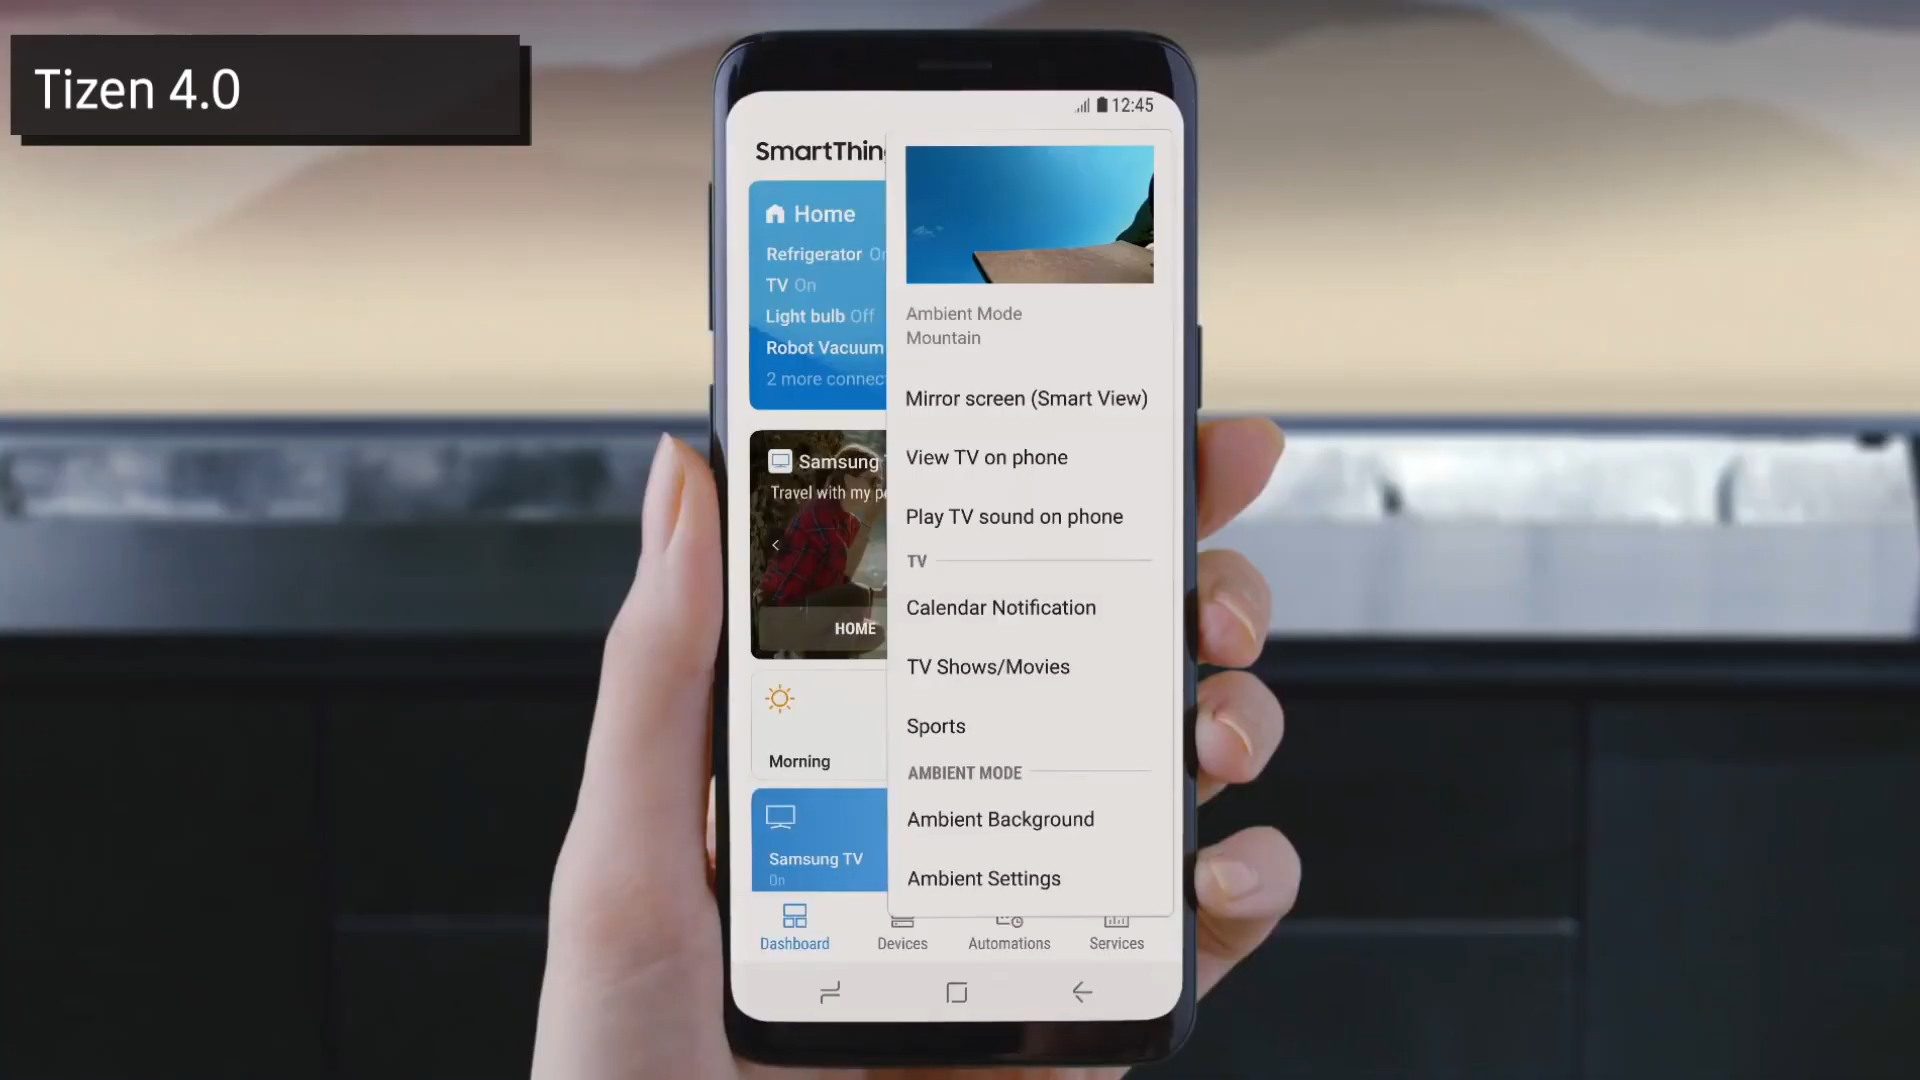 Tizen 4.0
12:45
SmartThin
Home
Refrigerator
TV On
Light bulb Off
Robot Vacuum
2 more connec
Samsung
Travel with my p
HOME
Morning
Samsung TV
On
Ambient Mode
Mountain
Mirror screen (Smart View)
View TV on phone
Play TV sound on phone
TV
Calendar Notification
TV Shows/Movies
Sports
AMBIENT MODE
Ambient Background
Ambient Settings
Dashboard
Devices
Automations
Services